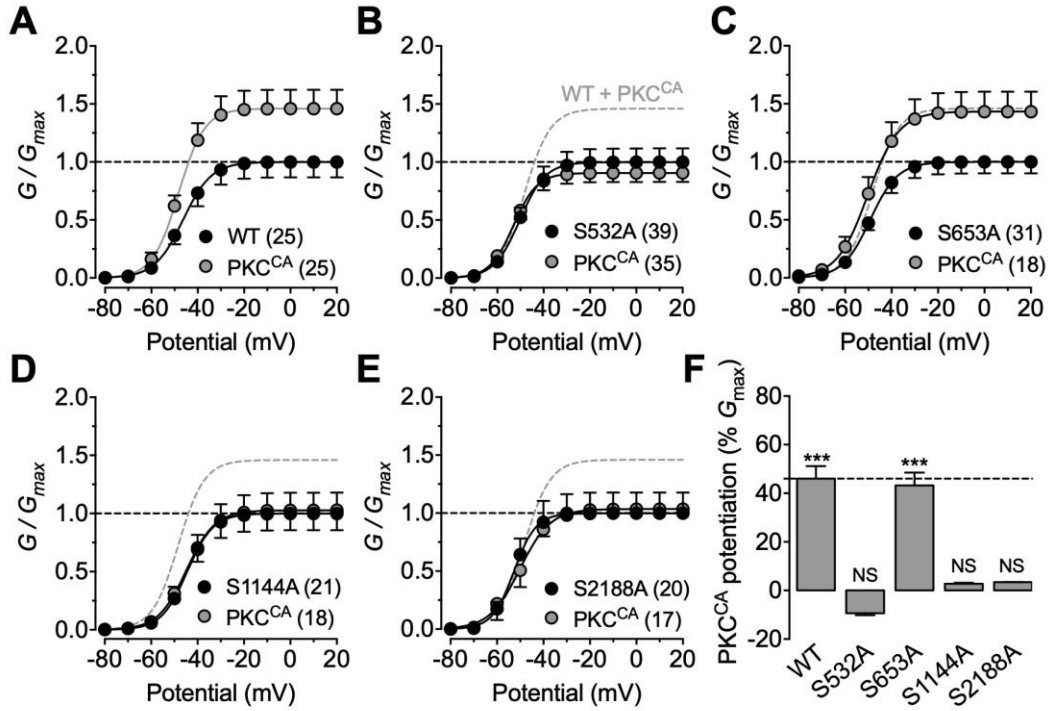 A
G / Gmax
2.0
1.5
1.0
0.5
0.0
WT (25)
PKCCA (25)
-80 -60 -40 -20 0 20
Potential (mV)
B
2.0
1.5
1.0
0.5
0.0
WT + PKCCA
S532A (39)
PKCCA (35)
-80 -60 -40 -20 0 20
Potential (mV)
C
G / Gmax
2.0
1.5
1.0
0.5
0.0
S653A (31)
PKCCA (18)
-80 -60 -40 -20 0 20
Potential (mV)
D
G / Gmax
2.0
1.5
1.0
0.5
0.0
S1144A (21)
PKCCA (18)
-80 -60 -40 -20 0 20
Potential (mV)
E
G / Gmax
2.0
1.5
1.0
0.5
0.0
S2188A (20)
PKCCA (17)
-80 -60 -40 -20 0 20
Potential (mV)
F
PKCCA potentiation (% Gmax)
80
60
40
20
0
-20
*** NS *** NS NS
WT S532A S653A S1144A S2188A